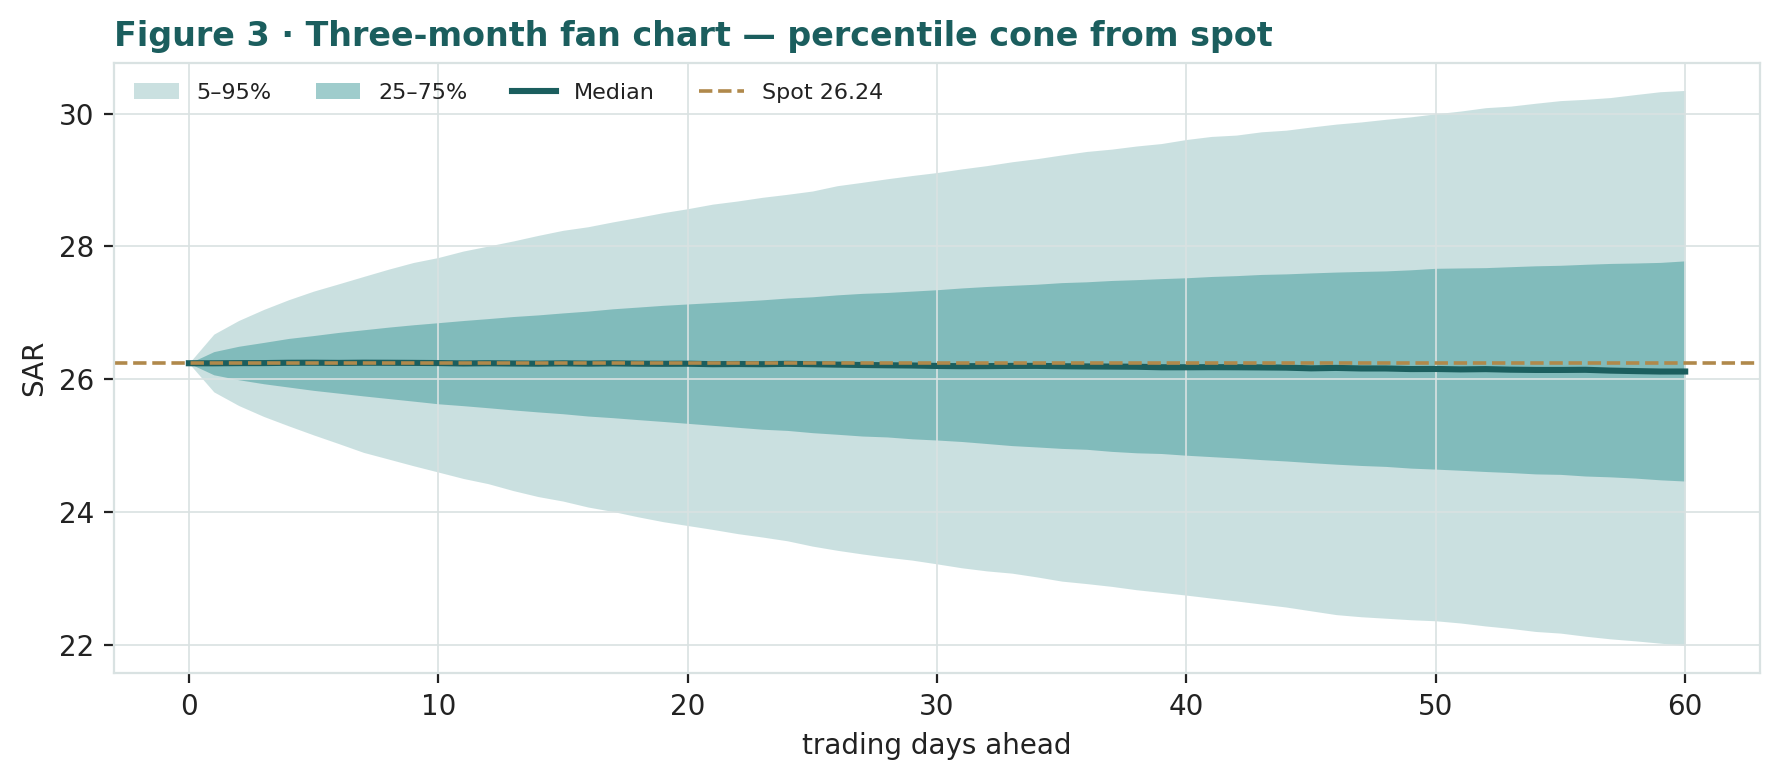 Figure 3 · Three-month fan chart — percentile cone from spot
5–95%
25–75%
Median
Spot 26.24
30
28
26
24
22
SAR
0 10 20 30 40 50 60
trading days ahead